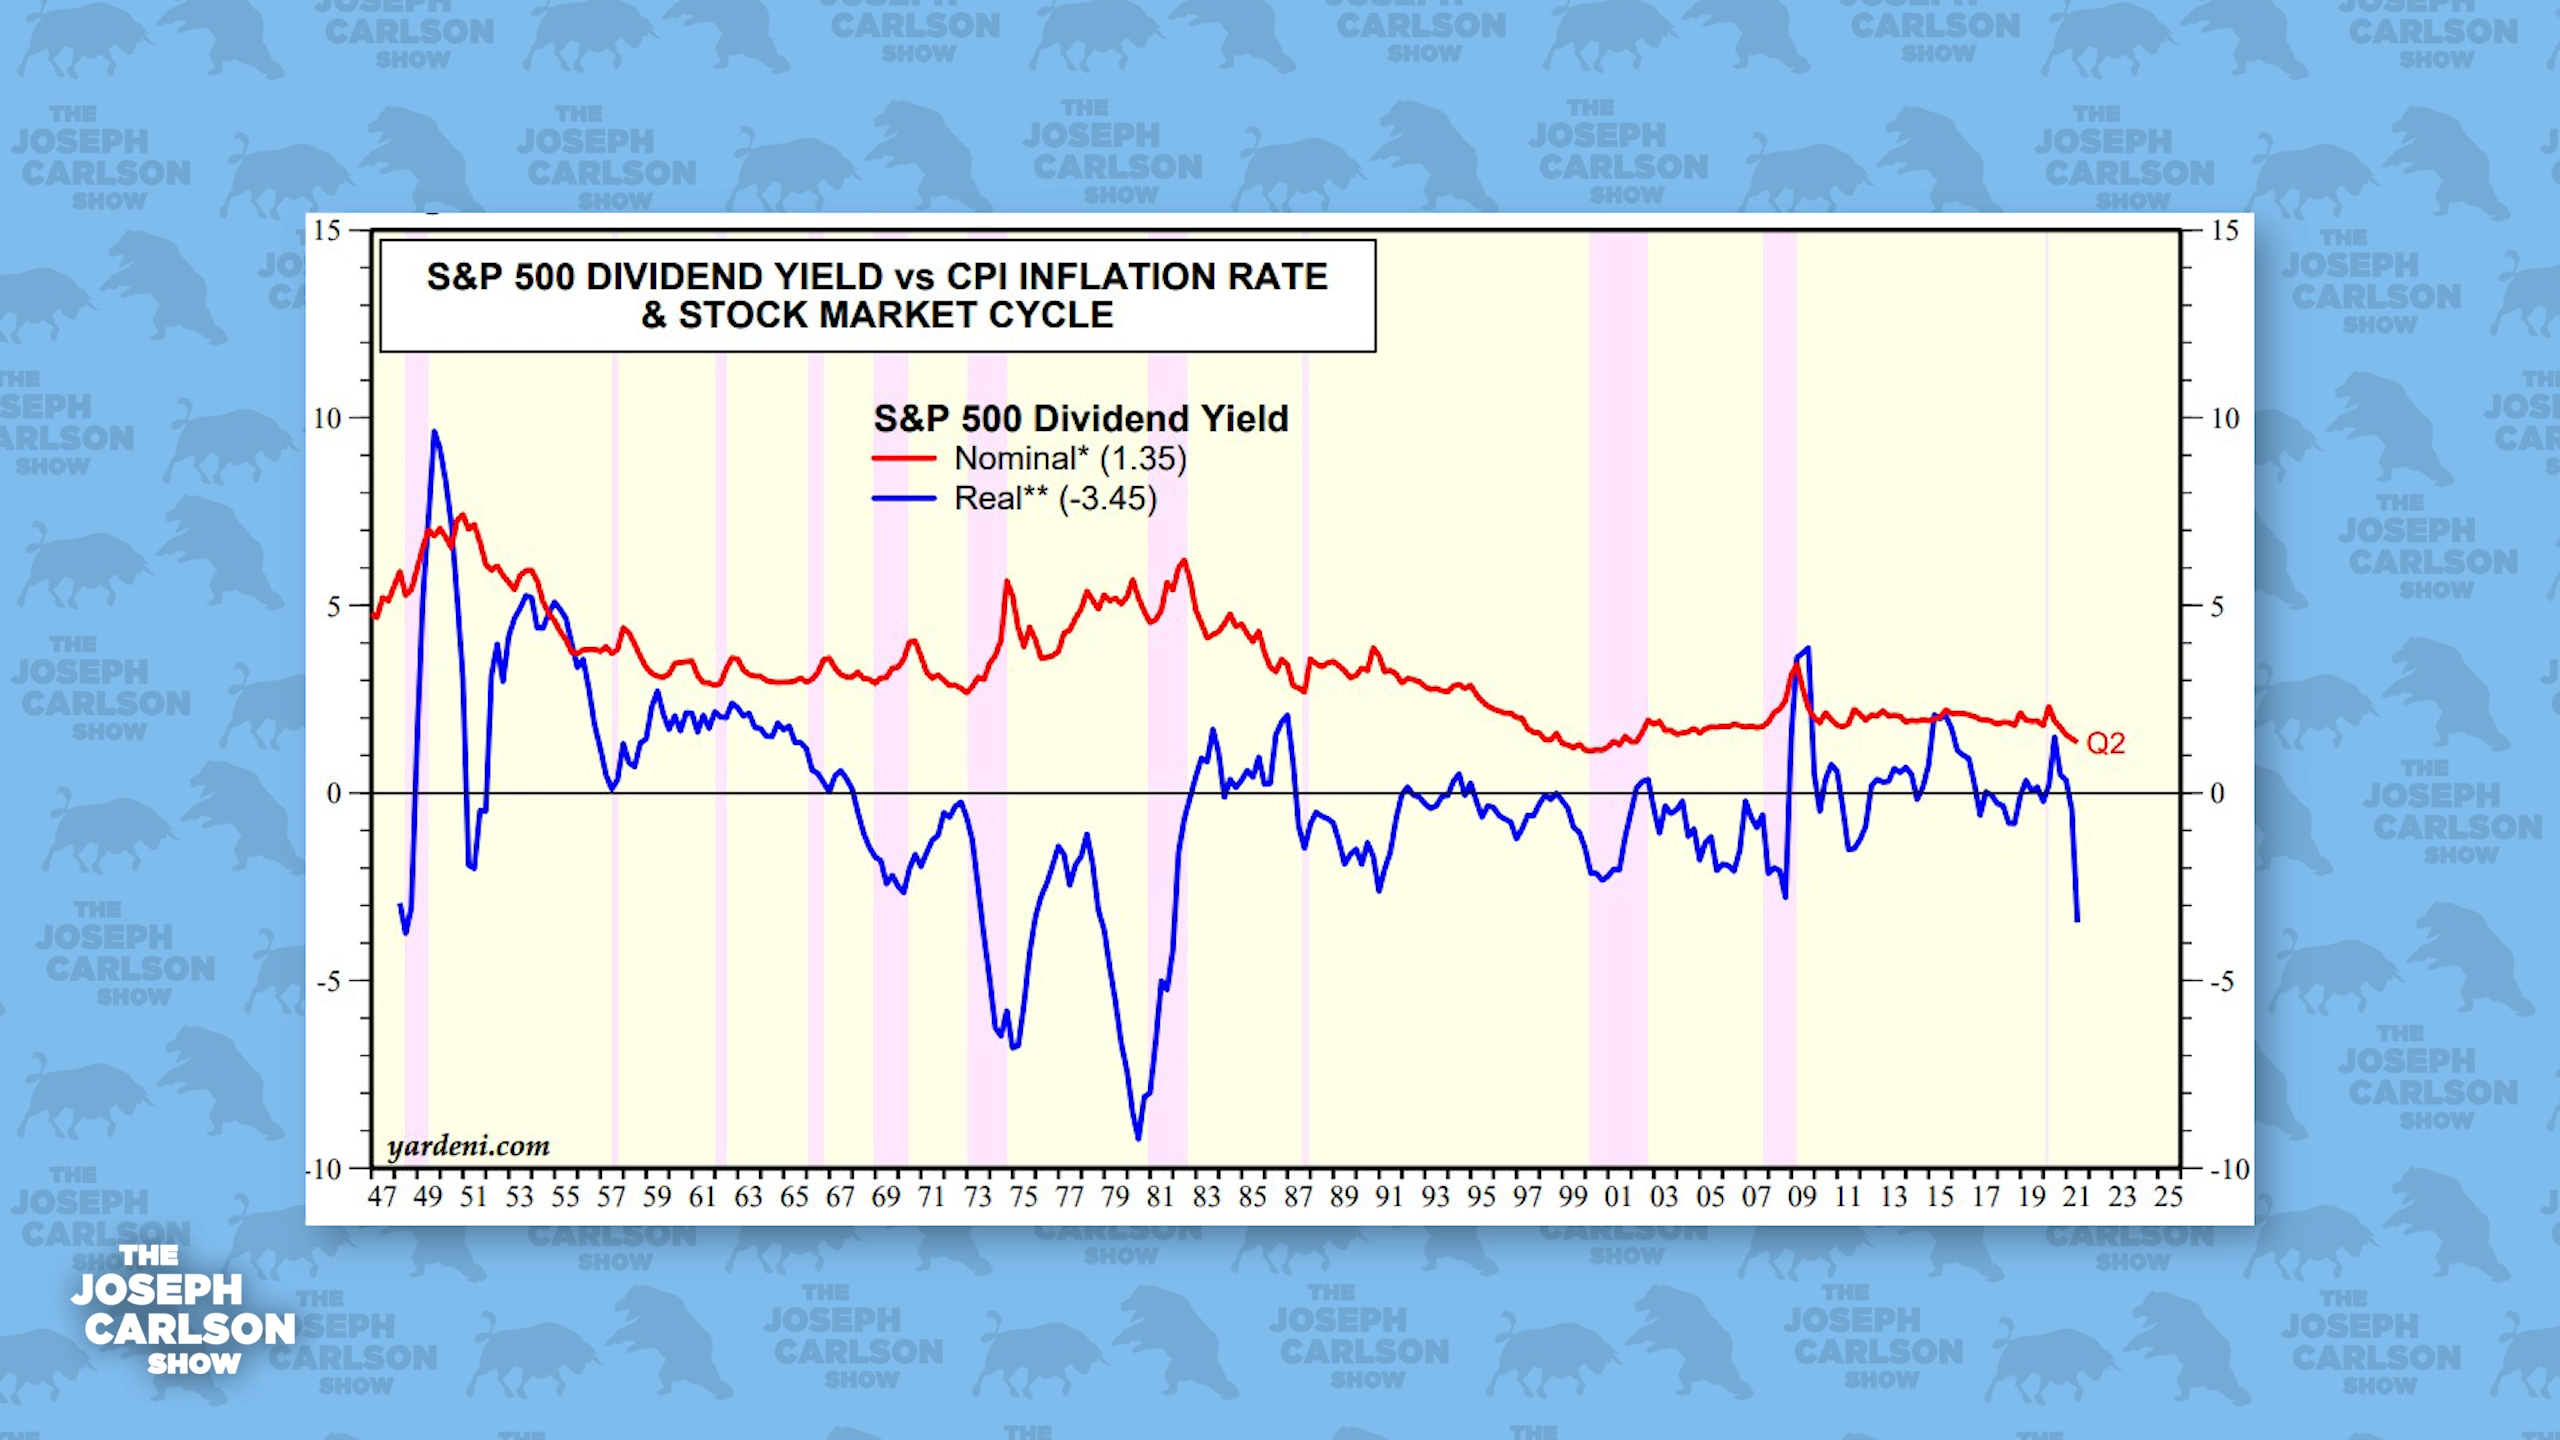 S&P 500 DIVIDEND YIELD vs CPI INFLATION RATE
& STOCK MARKET CYCLE
S&P 500 Dividend Yield
Nominal* (1.35)
Real** (-3.45)
15
10
5
0
-5
-10
15
10
5
0
-5
-10
Q2
yardeni.com
47 49 51 53 55 57 59 61 63 65 67 69 71 73 75 77 79 81 83 85 87 89 91 93 95 97 99 01 03 05 07 09 11 13 15 17 19 21 23 25
THE
JOSEPH
CARLSON
SHOW